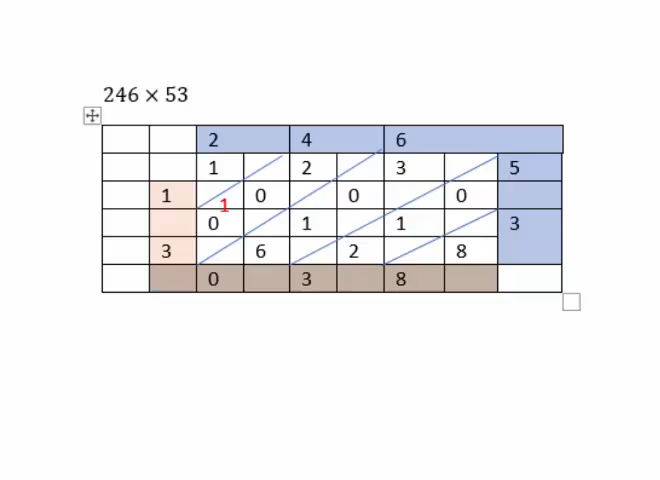 246 × 53
2 4 6
1 2 3 5
1 0 0 0
1
0 1 1 3
3 6 2 8
0 3 8